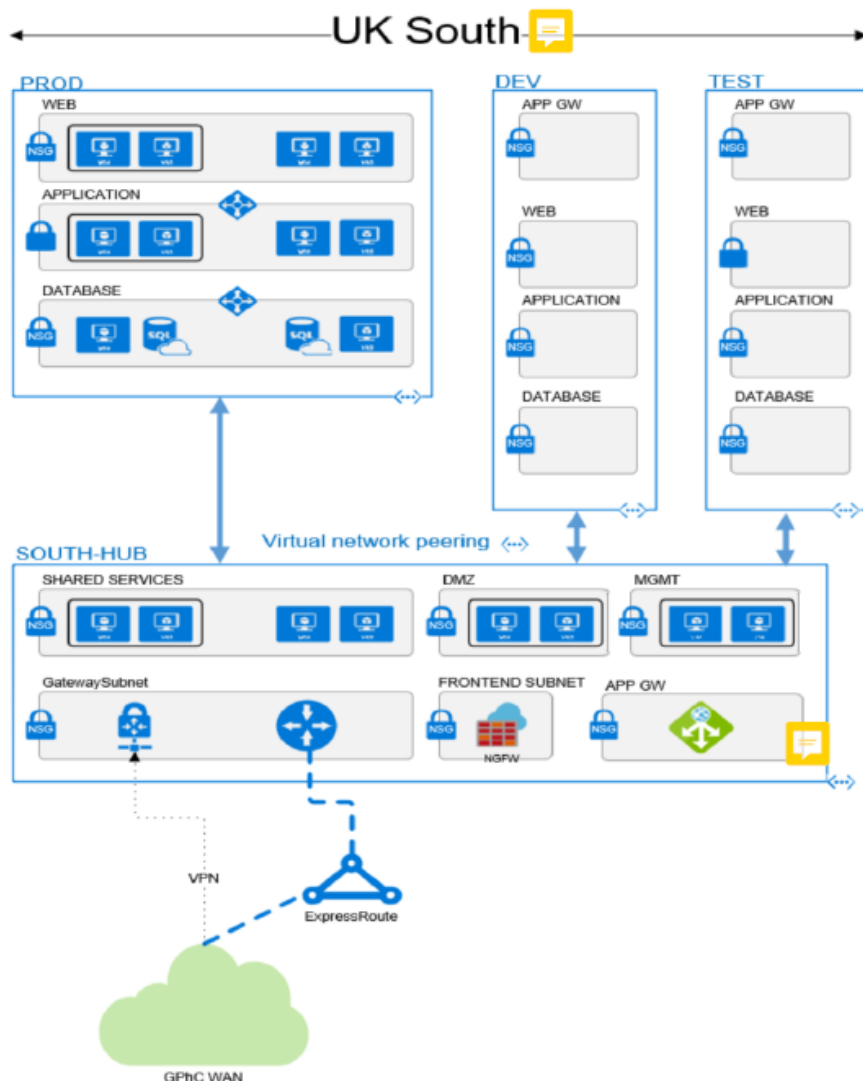 UK South
PROD
DEV
TEST
WEB
APP GW
APP GW
NSG
NSG
NSG
APPLICATION
WEB
WEB
NSG
DATABASE
APPLICATION
APPLICATION
NSG
SQL
SQL
NSG
NSG
DATABASE
DATABASE
NSG
NSG
Virtual network peering
SOUTH-HUB
SHARED SERVICES
DMZ
MGMT
NSG
NSG
NSG
GatewaySubnet
FRONTEND SUBNET
APP GW
NSG
NSG
NSG
NGFW
VPN
ExpressRoute
GPhC WAN